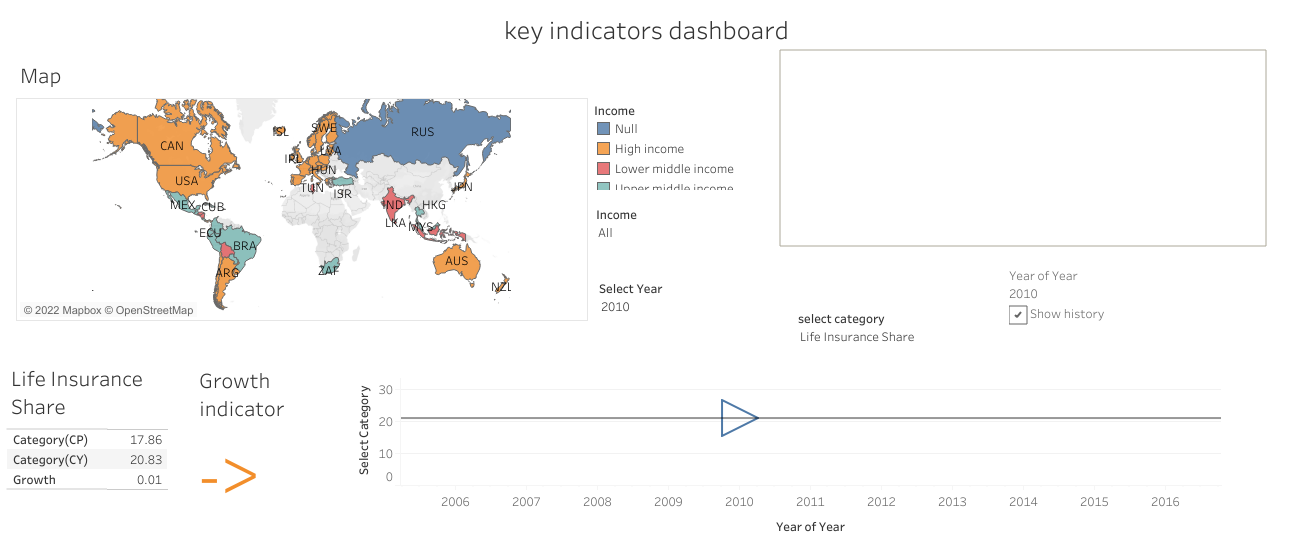 key indicators dashboard
Map
CAN
USA
MEX
CUB
ECU
BRA
ARG
ISL
SWE
IRL
LVA
HUN
TUN
ISR
ZAF
RUS
IND
HKG
LKA
MYS
JPN
AUS
NZL
© 2022 Mapbox © OpenStreetMap
Income
Null
High income
Lower middle income
Upper middle income
Income
All
Select Year
2010
Year of Year
2010
Show history
select category
Life Insurance Share
Life Insurance
Share
Category(CP) 17.86
Category(CY) 20.83
Growth 0.01
Growth
indicator
->
Select Category
30
20
10
0
2006 2007 2008 2009 2010 2011 2012 2013 2014 2015 2016
Year of Year